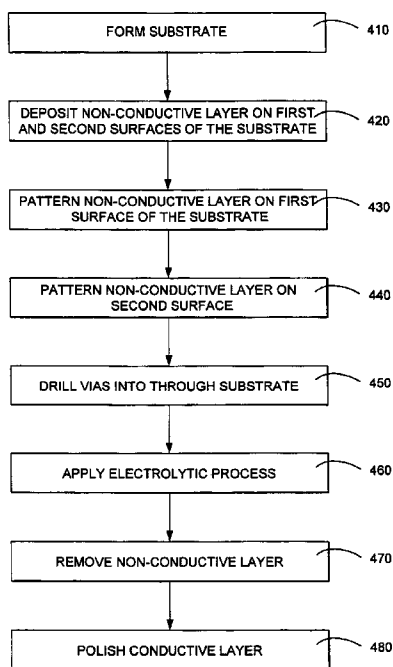 FORM SUBSTRATE
410
DEPOSIT NON-CONDUCTIVE LAYER ON FIRST
AND SECOND SURFACES OF THE SUBSTRATE
420
PATTERN NON-CONDUCTIVE LAYER ON FIRST
SURFACE OF THE SUBSTRATE
430
PATTERN NON-CONDUCTIVE LAYER ON
SECOND SURFACE
440
DRILL VIAS INTO THROUGH SUBSTRATE
450
APPLY ELECTROLYTIC PROCESS
460
REMOVE NON-CONDUCTIVE LAYER
470
POLISH CONDUCTIVE LAYER
480